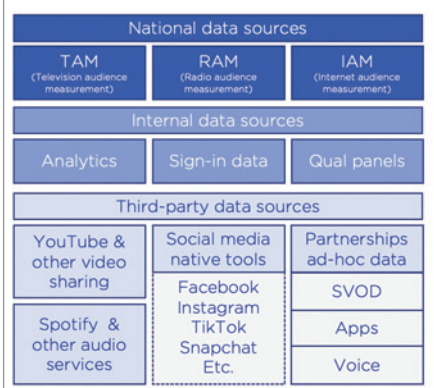 National data sources
TAM
(Television audience
measurement)
RAM
(Radio audience
measurement)
IAM
(Internet audience
measurement)
Internal data sources
Analytics
Sign-in data
Qual panels
Third-party data sources
YouTube &
other video
sharing
Spotify &
other audio
services
Social media
native tools
Facebook
Instagram
TikTok
Snapchat
Etc.
Partnerships
ad-hoc data
SVOD
Apps
Voice